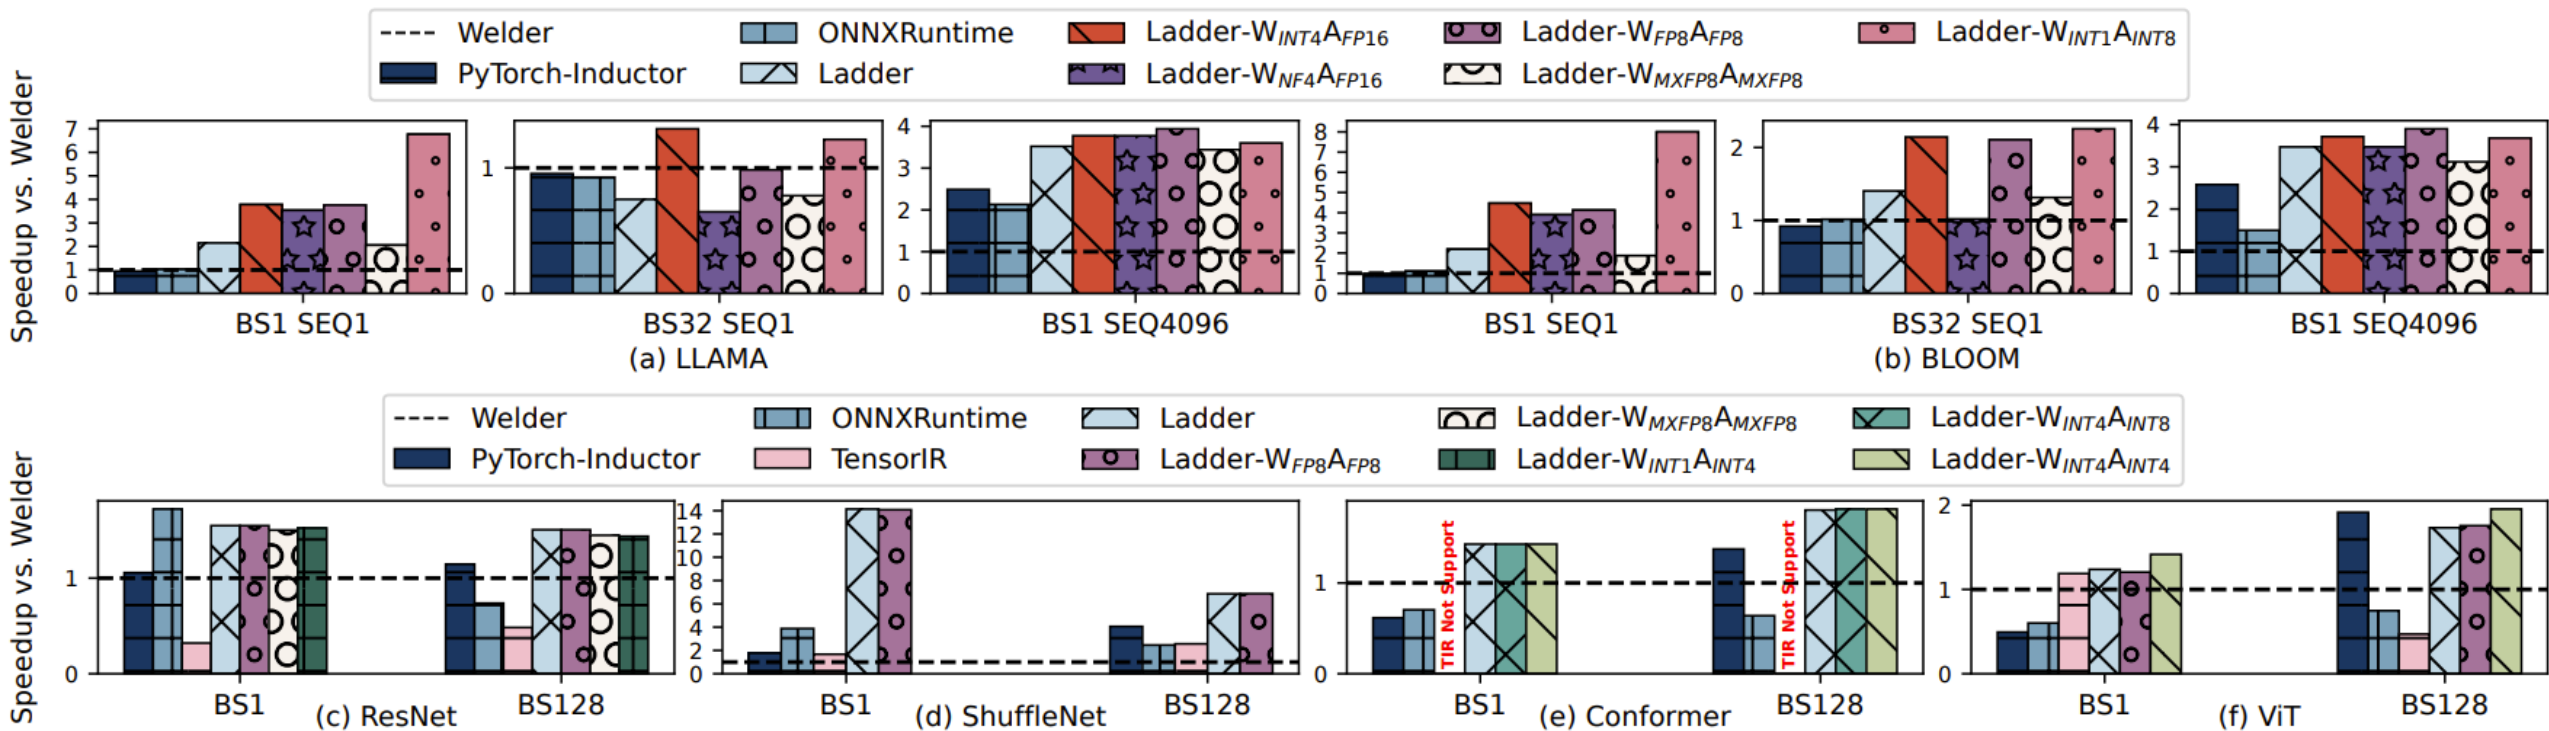 Welder
ONNXRuntime
Ladder-W_INT4A_FP16
Ladder-W_FP8A_FP8
Ladder-W_INT1A_INT8
PyTorch-Inductor
Ladder
Ladder-W_NF4A_FP16
Ladder-W_MXFP8A_MXFP8
Speedup vs. Welder
7
6
5
4
3
2
1
0
BS1 SEQ1
1
0
BS32 SEQ1
4
3
2
1
0
BS1 SEQ4096
(a) LLAMA
8
7
6
5
4
3
2
1
0
BS1 SEQ1
2
1
0
BS32 SEQ1
4
3
2
1
0
BS1 SEQ4096
(b) BLOOM
Welder
ONNXRuntime
Ladder
Ladder-W_MXFP8A_MXFP8
Ladder-W_INT4A_INT8
PyTorch-Inductor
TensorIR
Ladder-W_FP8A_FP8
Ladder-W_INT1A_INT4
Ladder-W_INT4A_INT4
Speedup vs. Welder
1
0
BS1
BS128
(c) ResNet
14
12
10
8
6
4
2
0
BS1
BS128
(d) ShuffleNet
1
0
TIR Not Support
TIR Not Support
BS1
BS128
(e) Conformer
2
1
0
BS1
BS128
(f) ViT